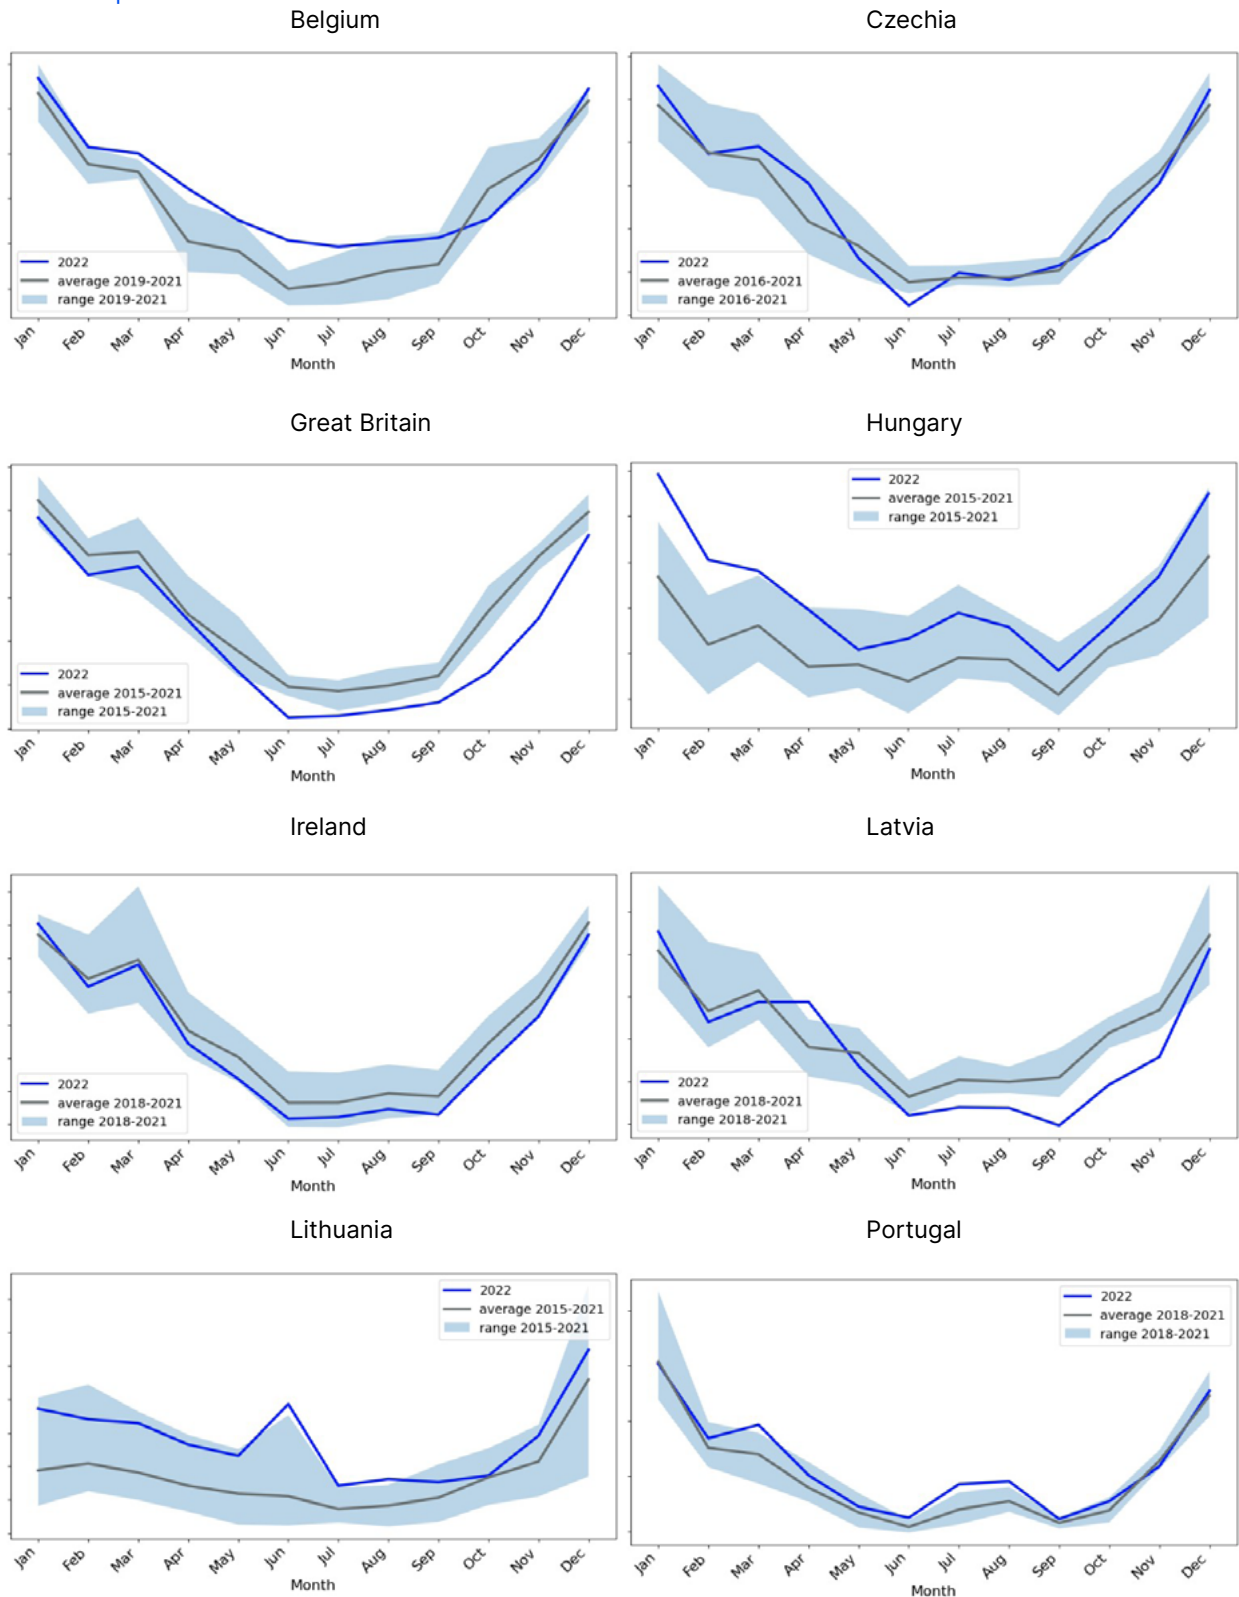 Belgium
Czechia
2022
average 2019-2021
range 2019-2021
Jan Feb Mar Apr May Jun Jul Aug Sep Oct Nov Dec
Month
2022
average 2016-2021
range 2016-2021
Jan Feb Mar Apr May Jun Jul Aug Sep Oct Nov Dec
Month
Great Britain
Hungary
2022
average 2015-2021
range 2015-2021
Jan Feb Mar Apr May Jun Jul Aug Sep Oct Nov Dec
Month
2022
average 2015-2021
range 2015-2021
Jan Feb Mar Apr May Jun Jul Aug Sep Oct Nov Dec
Month
Ireland
Latvia
2022
average 2018-2021
range 2018-2021
Jan Feb Mar Apr May Jun Jul Aug Sep Oct Nov Dec
Month
2022
average 2018-2021
range 2018-2021
Jan Feb Mar Apr May Jun Jul Aug Sep Oct Nov Dec
Month
Lithuania
Portugal
2022
average 2015-2021
range 2015-2021
Jan Feb Mar Apr May Jun Jul Aug Sep Oct Nov Dec
Month
2022
average 2018-2021
range 2018-2021
Jan Feb Mar Apr May Jun Jul Aug Sep Oct Nov Dec
Month